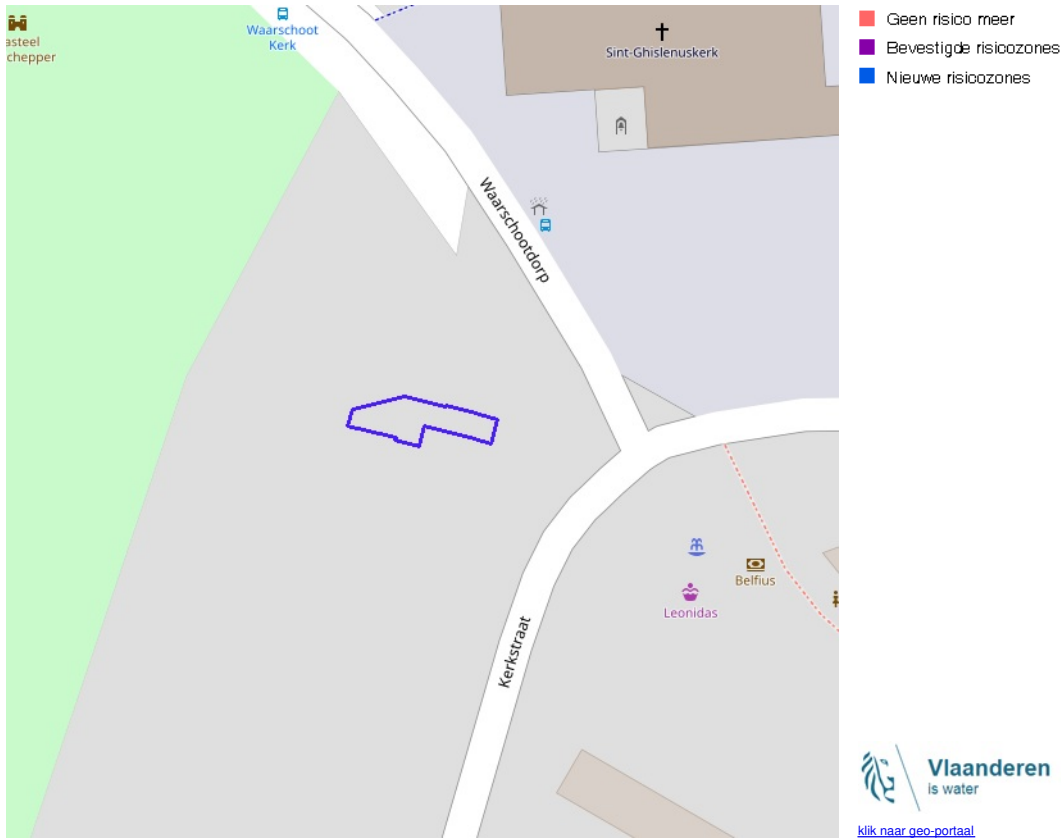 asteel
chepper
Waarschoot
Kerk
Sint-Ghislenuskerk
Waarschootdorp
Belfius
Leonidas
Kerkstraat
Geen risico meer
Bevestigde risicozones
Nieuwe risicozones
Vlaanderen
is water
klik naar geo-portaal